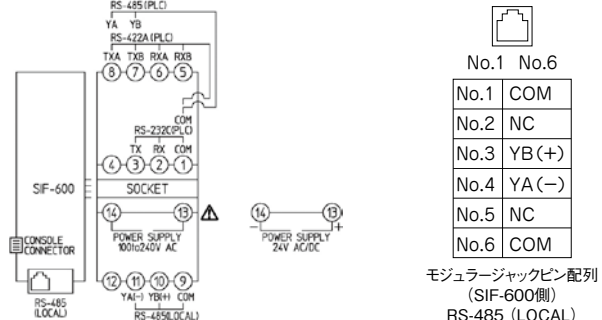 RS-485(PLC)
YA YB
RS-422A(PLC)
TXA TXB RXA RXB
8 7 6 5
COM
RS-232C(PLC)
TX RX COM
4 3 2 1
SIF-600
SOCKET
14 13
POWER SUPPLY
100to240V AC
14 13
- +
POWER SUPPLY
24V AC/DC
CONSOLE
CONNECTOR
12 11 10 9
YA(-) YB(+) COM
RS-485(LOCAL)
RS-485
(LOCAL)
No.1 No.6
No.1 COM
No.2 NC
No.3 YB(+)
No.4 YA(−)
No.5 NC
No.6 COM
モジュラージャックピン配列
(SIF-600側)
RS-485 (LOCAL)